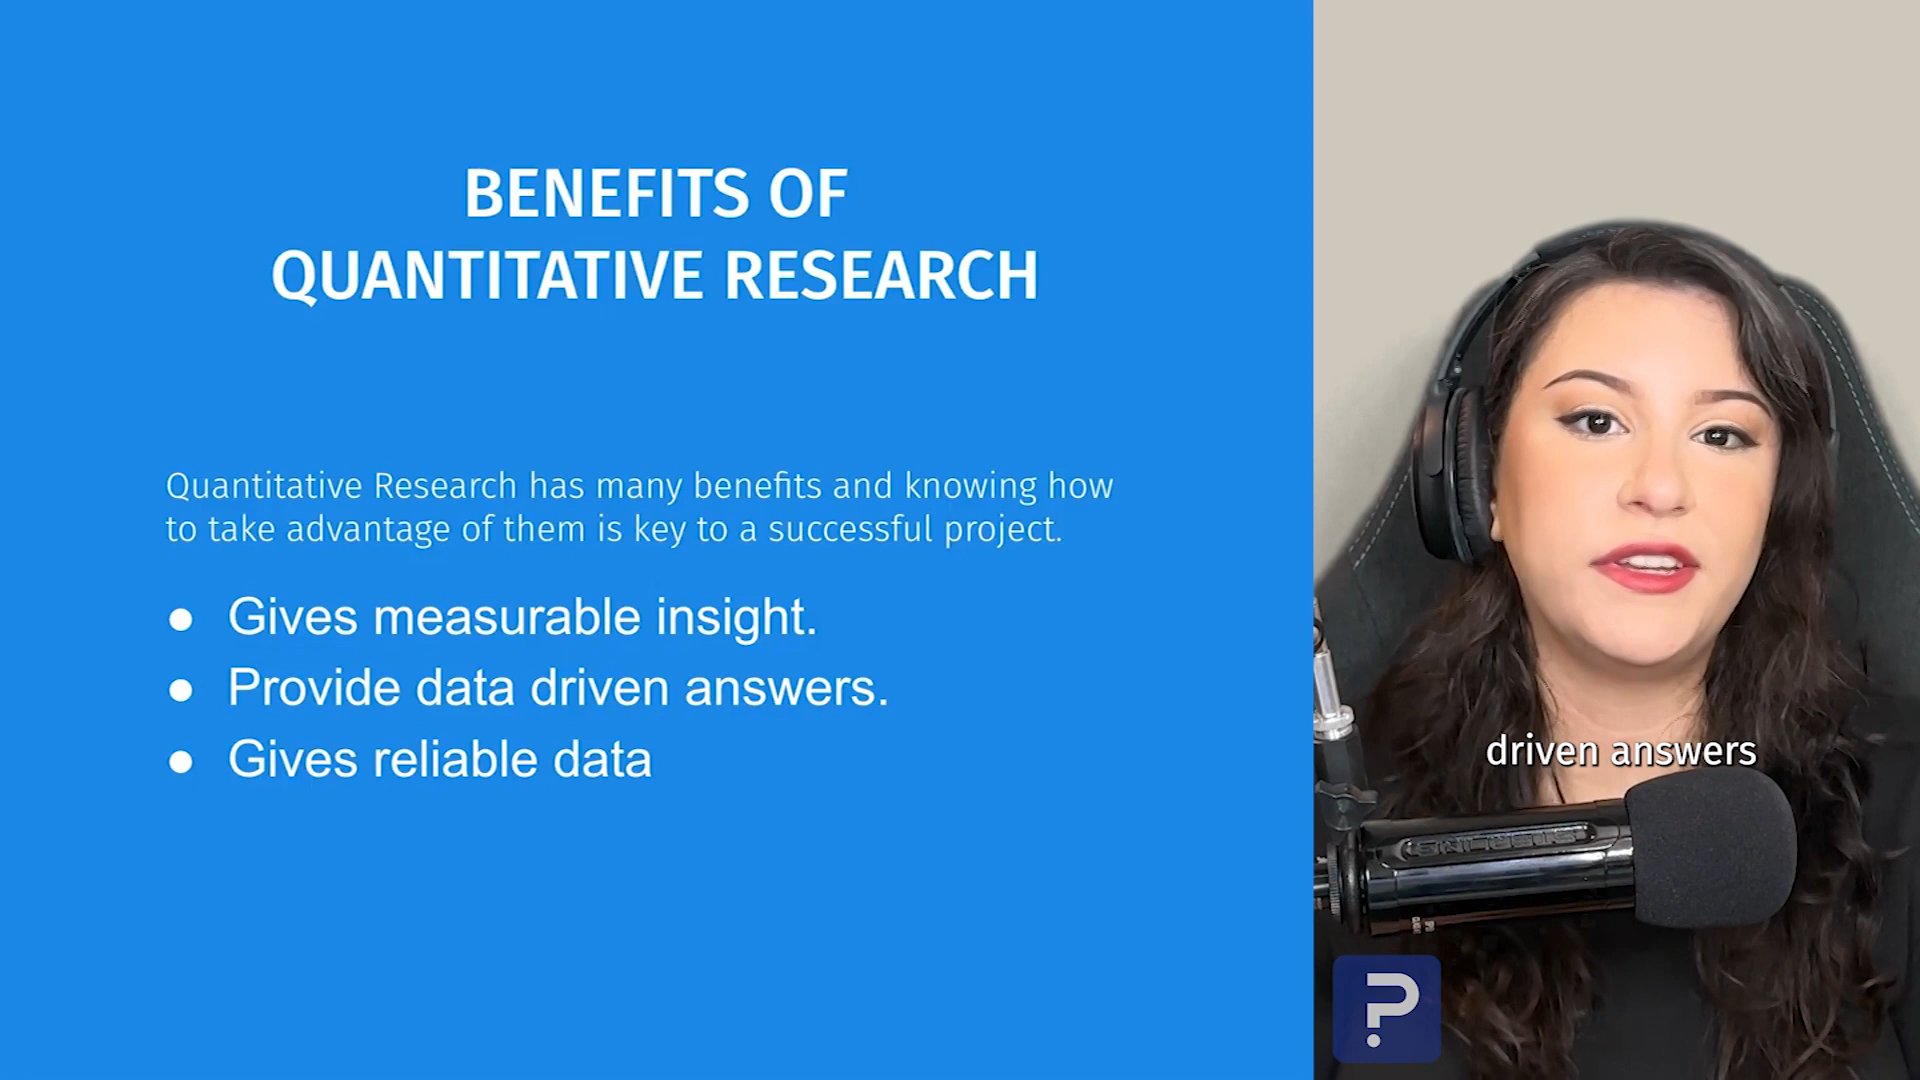 BENEFITS OF
QUANTITATIVE RESEARCH
Quantitative Research has many benefits and knowing how
to take advantage of them is key to a successful project.
● Gives measurable insight.
● Provide data driven answers.
● Gives reliable data
driven answers
?